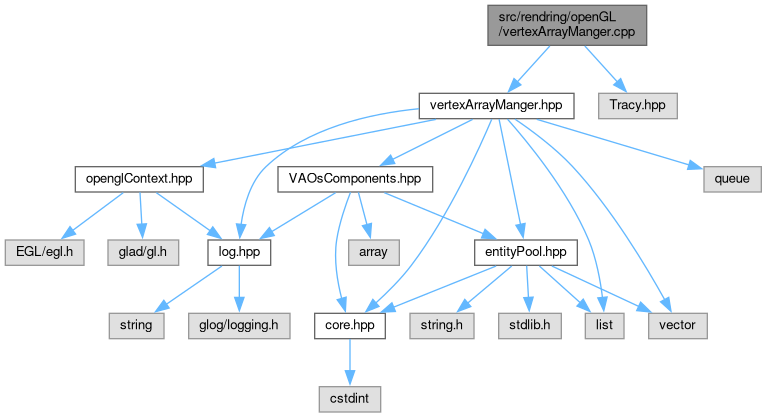 src/rendring/openGL
/vertexArrayManger.cpp
vertexArrayManger.hpp
Tracy.hpp
openglContext.hpp
VAOsComponents.hpp
queue
EGL/egl.h
glad/gl.h
log.hpp
array
entityPool.hpp
string
glog/logging.h
core.hpp
string.h
stdlib.h
list
vector
cstdint